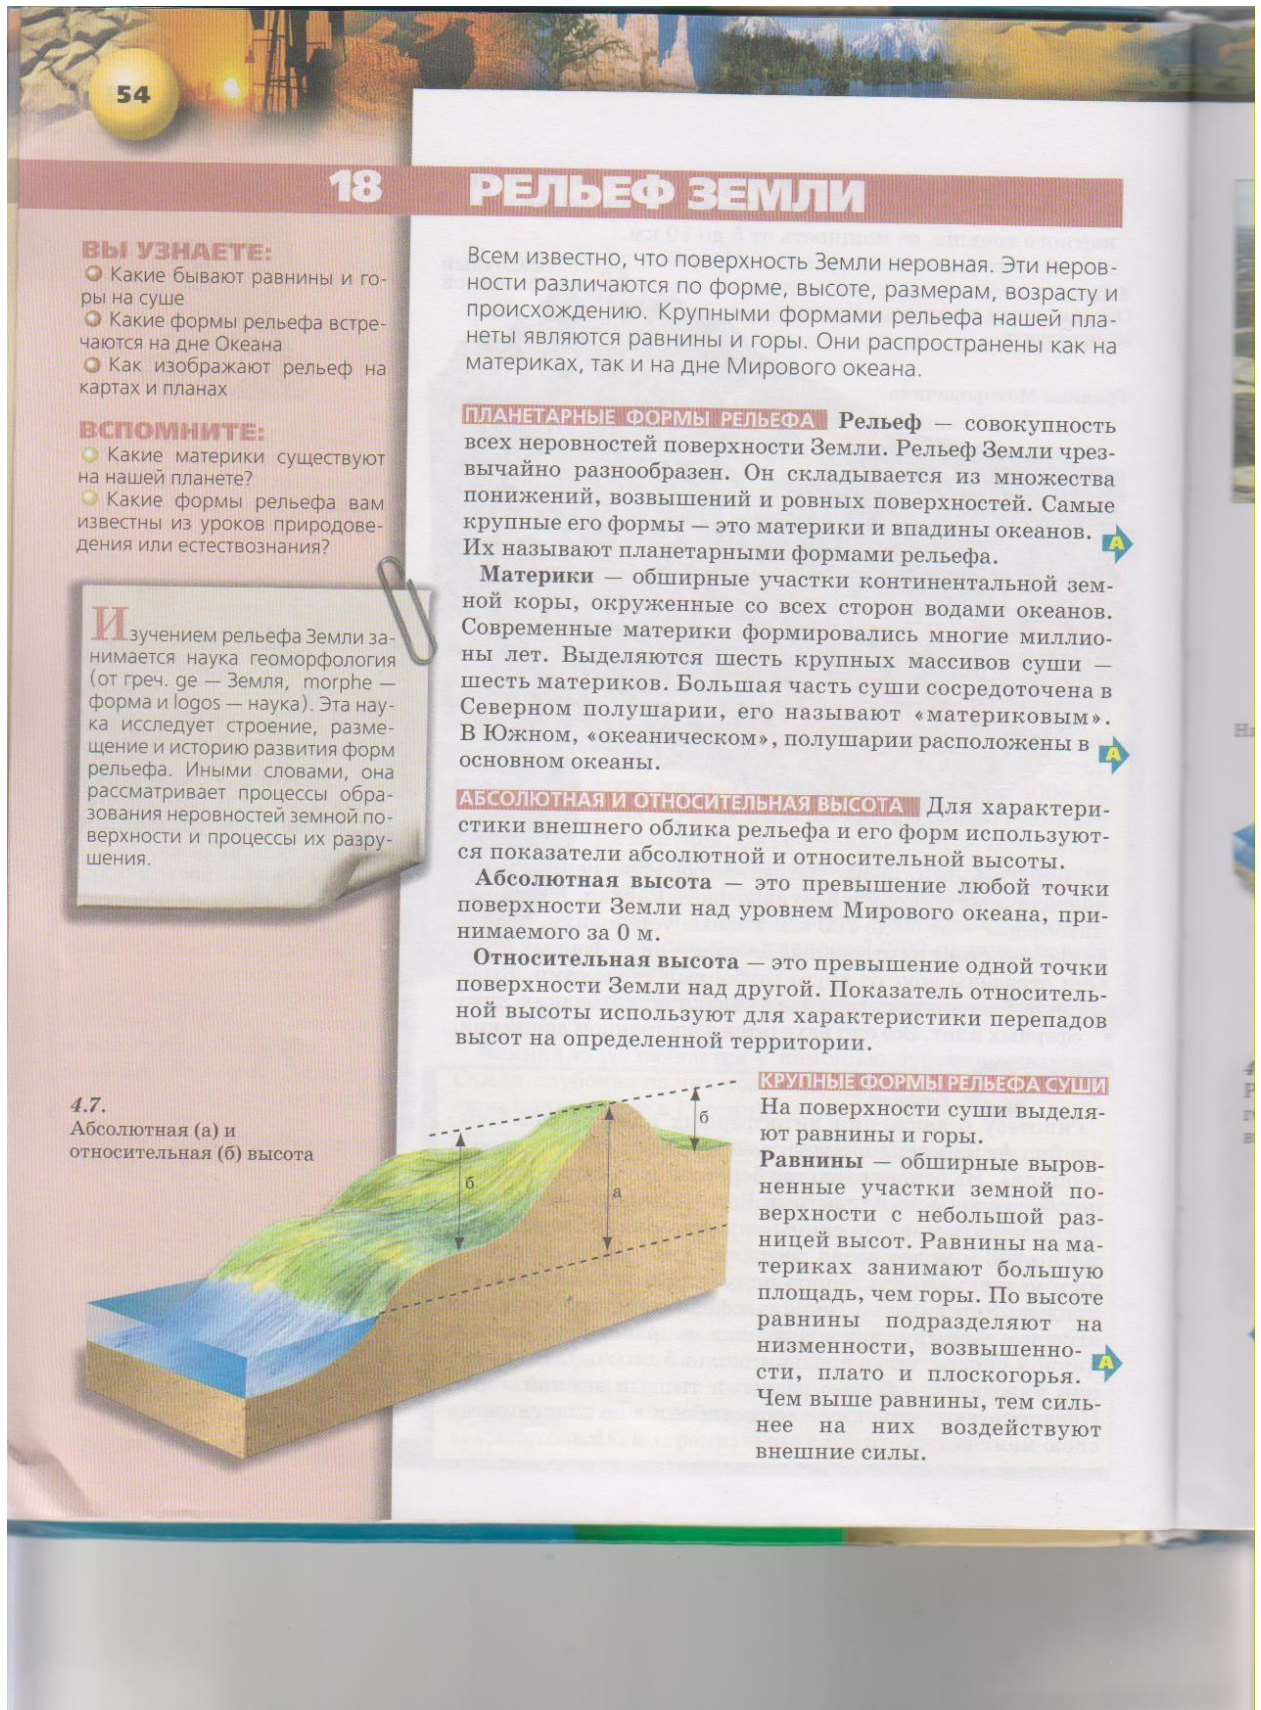 54
18 РЕЛЬЕФ ЗЕМЛИ
ВЫ УЗНАЕТЕ:
Какие бывают равнины и го-
ры на суше
Какие формы рельефа встре-
чаются на дне Океана
Как изображают рельеф на
картах и планах
ВСПОМНИТЕ:
Какие материки существуют
на нашей планете?
Какие формы рельефа вам
известны из уроков природове-
дения или естествознания?
Изучением рельефа Земли за-
нимается наука геоморфология
(от греч. ge — Земля, morphe —
форма и logos — наука). Эта нау-
ка исследует строение, разме-
щение и историю развития форм
рельефа. Иными словами, она
рассматривает процессы обра-
зования неровностей земной по-
верхности и процессы их разру-
шения.
Всем известно, что поверхность Земли неровная. Эти неров-
ности различаются по форме, высоте, размерам, возрасту и
происхождению. Крупными формами рельефа нашей пла-
неты являются равнины и горы. Они распространены как на
материках, так и на дне Мирового океана.
ПЛАНЕТАРНЫЕ ФОРМЫ РЕЛЬЕФА Рельеф — совокупность
всех неровностей поверхности Земли. Рельеф Земли чрез-
вычайно разнообразен. Он складывается из множества
понижений, возвышений и ровных поверхностей. Самые
крупные его формы — это материки и впадины океанов.
Их называют планетарными формами рельефа.
А
Материки — обширные участки континентальной зем-
ной коры, окруженные со всех сторон водами океанов.
Современные материки формировались многие миллио-
ны лет. Выделяются шесть крупных массивов суши —
шесть материков. Большая часть суши сосредоточена в
Северном полушарии, его называют «материковым».
В Южном, «океаническом», полушарии расположены в
основном океаны.
А
АБСОЛЮТНАЯ И ОТНОСИТЕЛЬНАЯ ВЫСОТА Для характери-
стики внешнего облика рельефа и его форм используют-
ся показатели абсолютной и относительной высоты.
Абсолютная высота — это превышение любой точки
поверхности Земли над уровнем Мирового океана, при-
нимаемого за 0 м.
Относительная высота — это превышение одной точки
поверхности Земли над другой. Показатель относитель-
ной высоты используют для характеристики перепадов
высот на определенной территории.
4.7.
Абсолютная (а) и
относительная (б) высота
б
а
б
КРУПНЫЕ ФОРМЫ РЕЛЬЕФА СУШИ
На поверхности суши выделя-
ют равнины и горы.
Равнины — обширные выров-
ненные участки земной по-
верхности с небольшой раз-
ницей высот. Равнины на ма-
териках занимают большую
площадь, чем горы. По высоте
равнины подразделяют на
низменности, возвышенно-
сти, плато и плоскогорья.
А
Чем выше равнины, тем силь-
нее на них воздействуют
внешние силы.